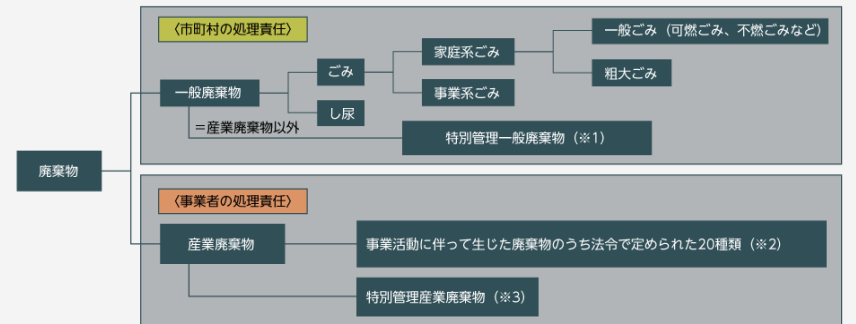 〈市町村の処理責任〉
一般ごみ（可燃ごみ、不燃ごみなど）
家庭系ごみ
ごみ
粗大ごみ
一般廃棄物
事業系ごみ
し尿
＝産業廃棄物以外
特別管理一般廃棄物（※1）
廃棄物
〈事業者の処理責任〉
産業廃棄物
事業活動に伴って生じた廃棄物のうち法令で定められた20種類（※2）
特別管理産業廃棄物（※3）